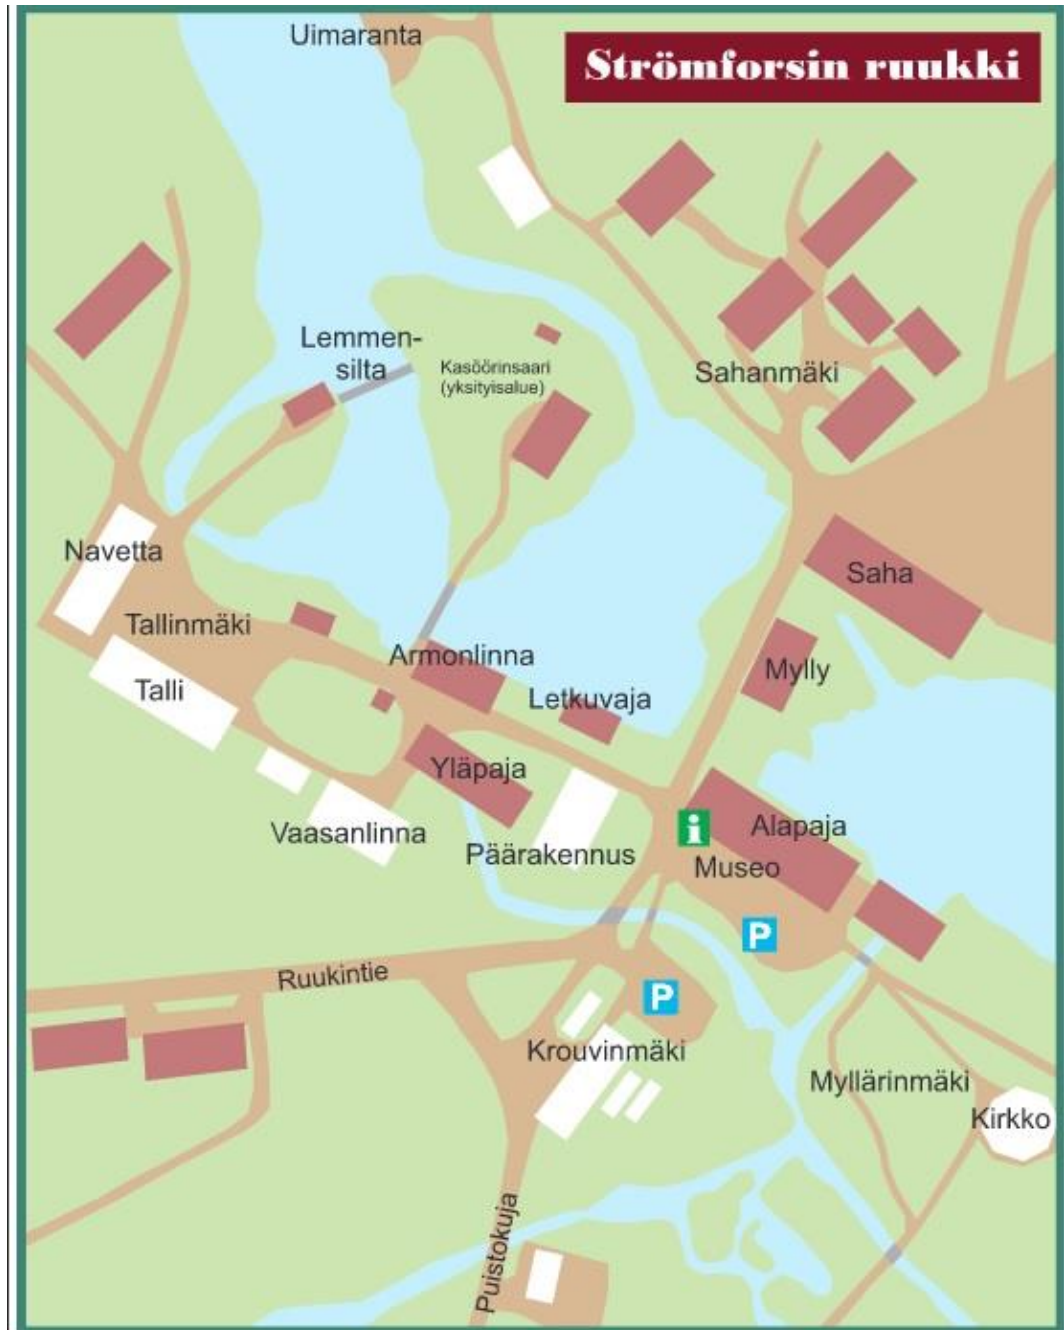 Uimaranta
Strömforsin ruukki
Lemmen-
silta
Kasöörinsaari
(yksityisalue)
Sahanmäki
Navetta
Saha
Tallinmäki
Armonlinna
Mylly
Talli
Letkuvaja
Yläpaja
Vaasanlinna
Päärakennus
i
Alapaja
Museo
P
Ruukintie
P
Krouvinmäki
Myllärinmäki
Kirkko
Puistokuja